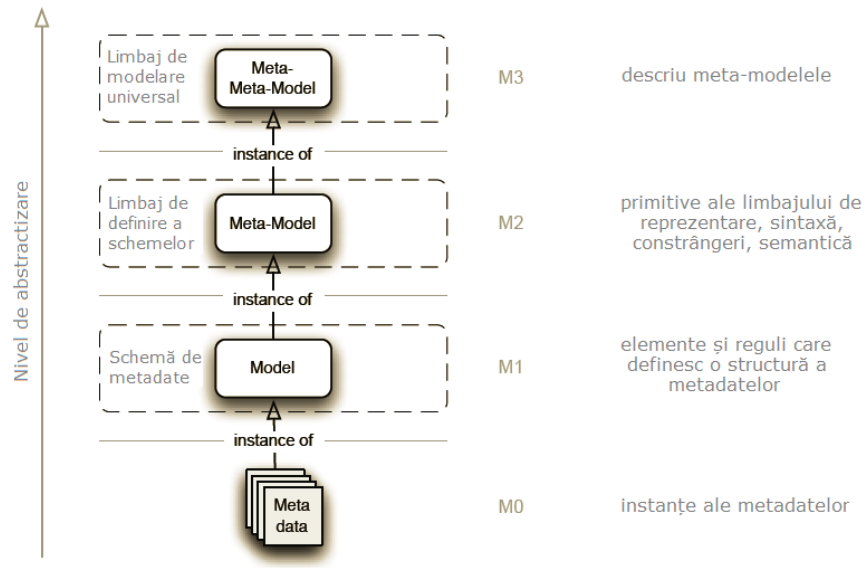 Nivel de abstractizare
Limbaj de
modelare
universal
Meta-
Meta-Model
M3
descriu meta-modelele
instance of
Limbaj de
definire a
schemelor
Meta-Model
M2
primitive ale limbajului de
reprezentare, sintaxă,
constrângeri, semantică
instance of
Schemă de
metadate
Model
M1
elemente și reguli care
definesc o structură a
metadatelor
instance of
Meta
data
M0
instanțe ale metadatelor